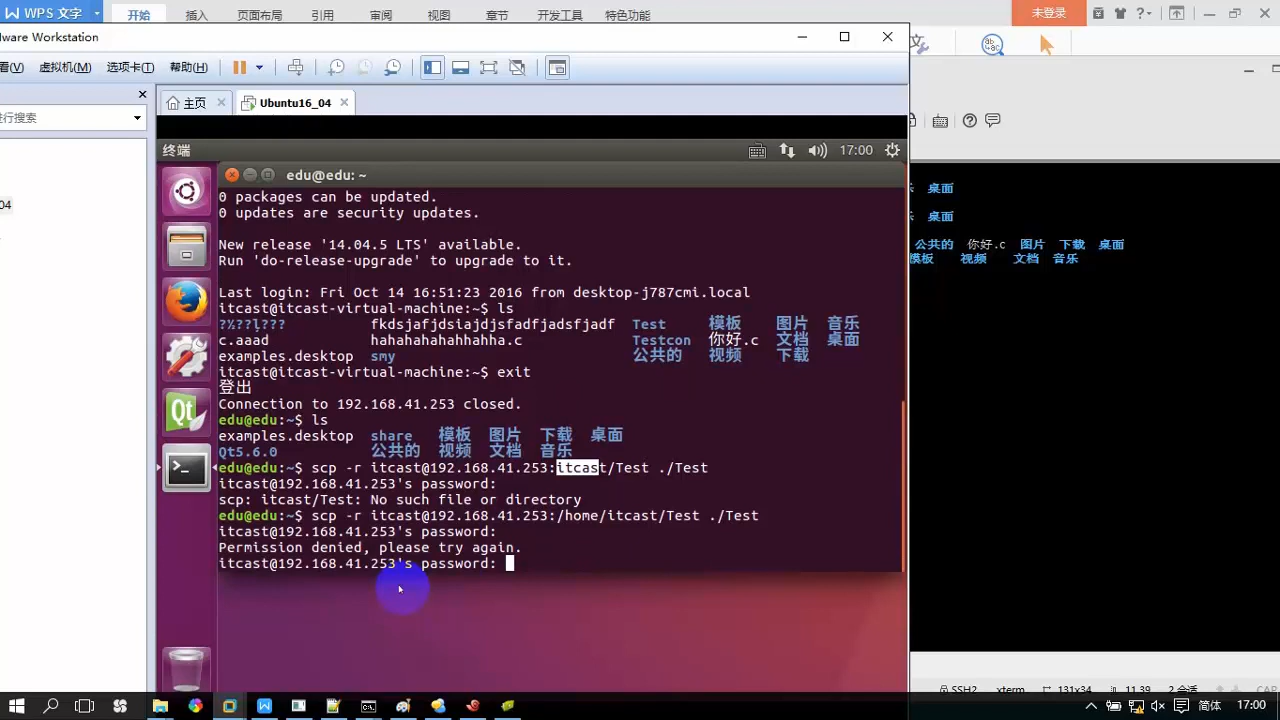 WPS 文字 开始 插入 页面布局 引用 审阅 视图 章节 开发工具 特色功能 未登录
ware Workstation
看(V) 虚拟机(M) 选项卡(T) 帮助(H)
进行搜索
主页 Ubuntu16_04
终端 17:00
edu@edu: ~
04
0 packages can be updated.
0 updates are security updates.
New release '14.04.5 LTS' available.
Run 'do-release-upgrade' to upgrade to it.
Last login: Fri Oct 14 16:51:23 2016 from desktop-j787cmi.local
itcast@itcast-virtual-machine:~$ ls
fkdsjafjdsiajdjsfadfjadsfjadf Test 模板 图片 音乐
c.aaad hahahahahahhahha.c Testcon 你好.c 文档 桌面
examples.desktop smy 公共的 视频 下载
itcast@itcast-virtual-machine:~$ exit
登出
Connection to 192.168.41.253 closed.
edu@edu:~$ ls
examples.desktop share 模板 图片 下载 桌面
Qt5.6.0 公共的 视频 文档 音乐
edu@edu:~$ scp -r itcast@192.168.41.253:itcast/Test ./Test
itcast@192.168.41.253's password:
scp: itcast/Test: No such file or directory
edu@edu:~$ scp -r itcast@192.168.41.253:/home/itcast/Test ./Test
itcast@192.168.41.253's password:
Permission denied, please try again.
itcast@192.168.41.253's password:
桌面
桌面
公共的 你好.c 图片 下载 桌面
模板 视频 文档 音乐
SSH2 xterm 131x34 11,39 2 会话 CAP
简体 17:00